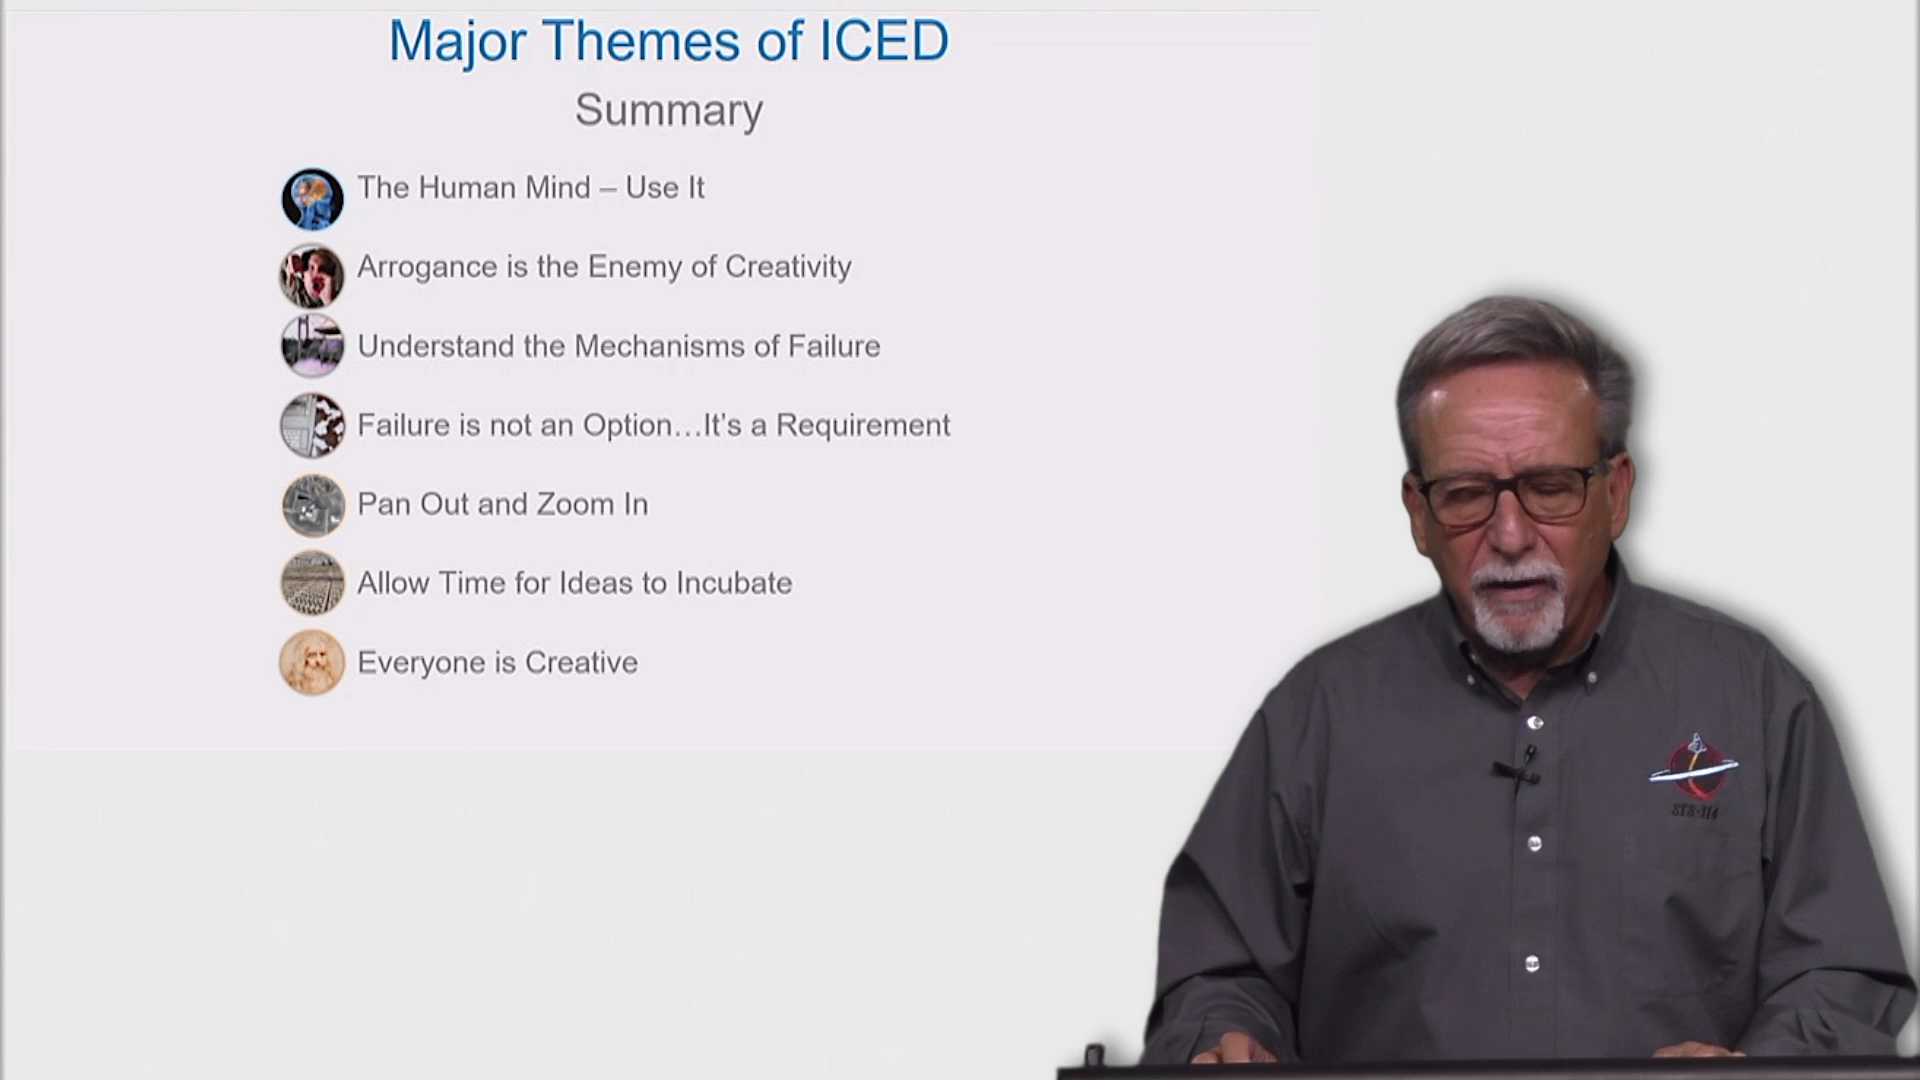 Major Themes of ICED
Summary
The Human Mind – Use It
Arrogance is the Enemy of Creativity
Understand the Mechanisms of Failure
Failure is not an Option…It's a Requirement
Pan Out and Zoom In
Allow Time for Ideas to Incubate
Everyone is Creative
STS-114